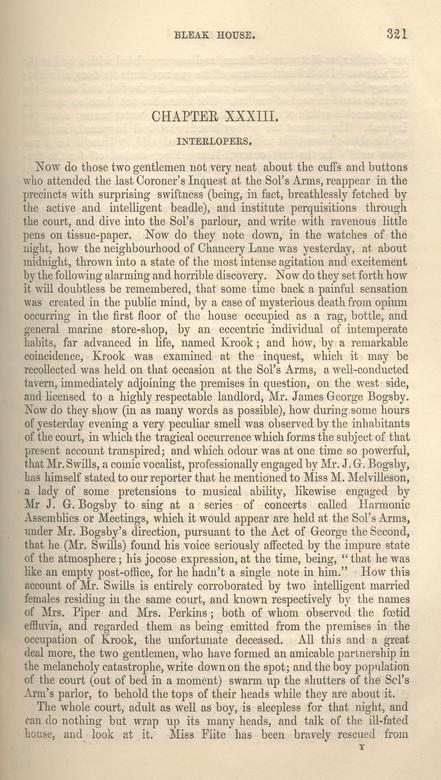 BLEAK HOUSE. 321
CHAPTER XXXIII.
INTERLOPERS.
Now do those two gentlemen not very neat about the cuffs and buttons
who attended the last Coroner's Inquest at the Sol's Arms, reappear in the
precincts with surprising swiftness (being, in fact, breathlessly fetched by
the active and intelligent beadle), and institute perquisitions through
the court, and dive into the Sol's parlour, and write with ravenous little
pens on tissue-paper. Now do they note down, in the watches of the
night, how the neighbourhood of Chancery Lane was yesterday, at about
midnight, thrown into a state of the most intense agitation and excitement
by the following alarming and horrible discovery. Now do they set forth how
it will doubtless be remembered, that some time back a painful sensation
was created in the public mind, by a case of mysterious death from opium
occurring in the first floor of the house occupied as a rag, bottle, and
general marine store-shop, by an eccentric individual of intemperate
habits, far advanced in life, named Krook; and how, by a remarkable
coincidence, Krook was examined at the inquest, which it may be
recollected was held on that occasion at the Sol's Arms, a well-conducted
tavern, immediately adjoining the premises in question, on the west side,
and licensed to a highly respectable landlord, Mr. James George Bogsby.
Now do they show (in as many words as possible), how during some hours
of yesterday evening a very peculiar smell was observed by the inhabitants
of the court, in which the tragical occurrence which forms the subject of that
present account transpired; and which odour was at one time so powerful,
that Mr. Swills, a comic vocalist, professionally engaged by Mr. J. G. Bogsby,
has himself stated to our reporter that he mentioned to Miss M. Melvilleson,
a lady of some pretensions to musical ability, likewise engaged by
Mr J. G. Bogsby to sing at a series of concerts called Harmonic
Assemblies or Meetings, which it would appear are held at the Sol's Arms,
under Mr. Bogsby's direction, pursuant to the Act of George the Second,
that he (Mr. Swills) found his voice seriously affected by the impure state
of the atmosphere; his jocose expression, at the time, being, "that he was
like an empty post-office, for he hadn't a single note in him." How this
account of Mr. Swills is entirely corroborated by two intelligent married
females residing in the same court, and known respectively by the names
of Mrs. Piper and Mrs. Perkins; both of whom observed the fœtid
effluvia, and regarded them as being emitted from the premises in the
occupation of Krook, the unfortunate deceased. All this and a great
deal more, the two gentlemen, who have formed an amicable partnership in
the melancholy catastrophe, write down on the spot; and the boy population
of the court (out of bed in a moment) swarm up the shutters of the Sol's
Arm's parlor, to behold the tops of their heads while they are about it.
The whole court, adult as well as boy, is sleepless for that night, and
can do nothing but wrap up its many heads, and talk of the ill-fated
house, and look at it. Miss Flite has been bravely rescued from
Y